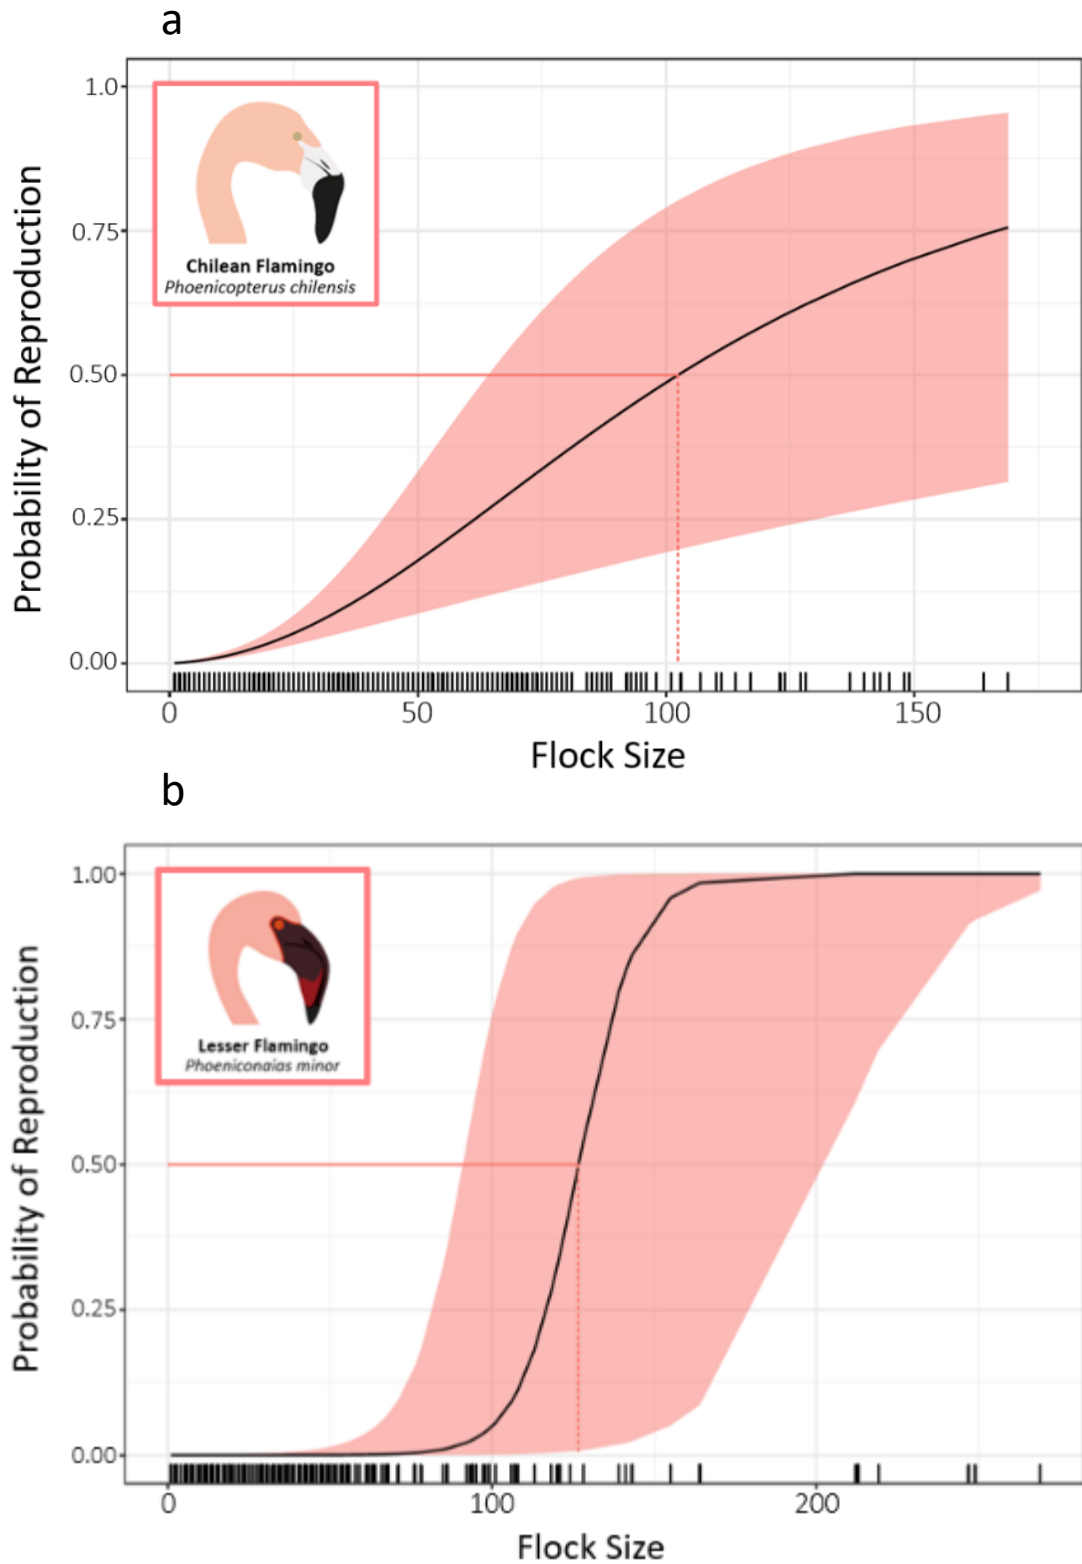 a
Probability of Reproduction
1.0
0.75
0.50
0.25
0.00
Chilean Flamingo
Phoenicopterus chilensis
0 50 100 150
Flock Size
b
Probability of Reproduction
1.00
0.75
0.50
0.25
0.00
Lesser Flamingo
Phoeniconaias minor
0 100 200
Flock Size